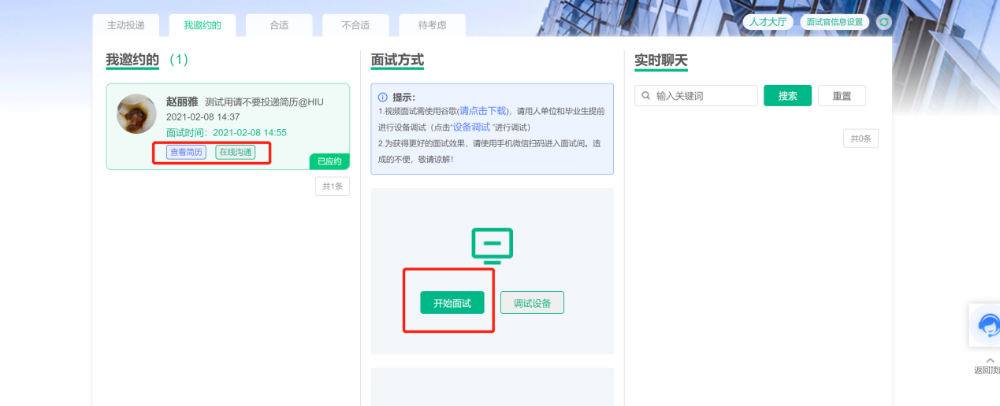 主动投递
我邀约的
合适
不合适
待考虑
人才大厅
面试官信息设置
我邀约的（1）
赵丽雅 测试用请不要投递简历@HIU
2021-02-08 14:37
面试时间：2021-02-08 14:55
查看简历
在线沟通
已应约
共1条
面试方式
提示：
1.视频面试需使用谷歌(请点击下载)，请用人单位和毕业生提前
进行设备调试（点击“设备调试 ”进行调试）
2.为获得更好的面试效果，请使用手机微信扫码进入面试间。造
成的不便，敬请谅解！
开始面试
调试设备
实时聊天
输入关键词
搜索
重置
共0条
返回顶